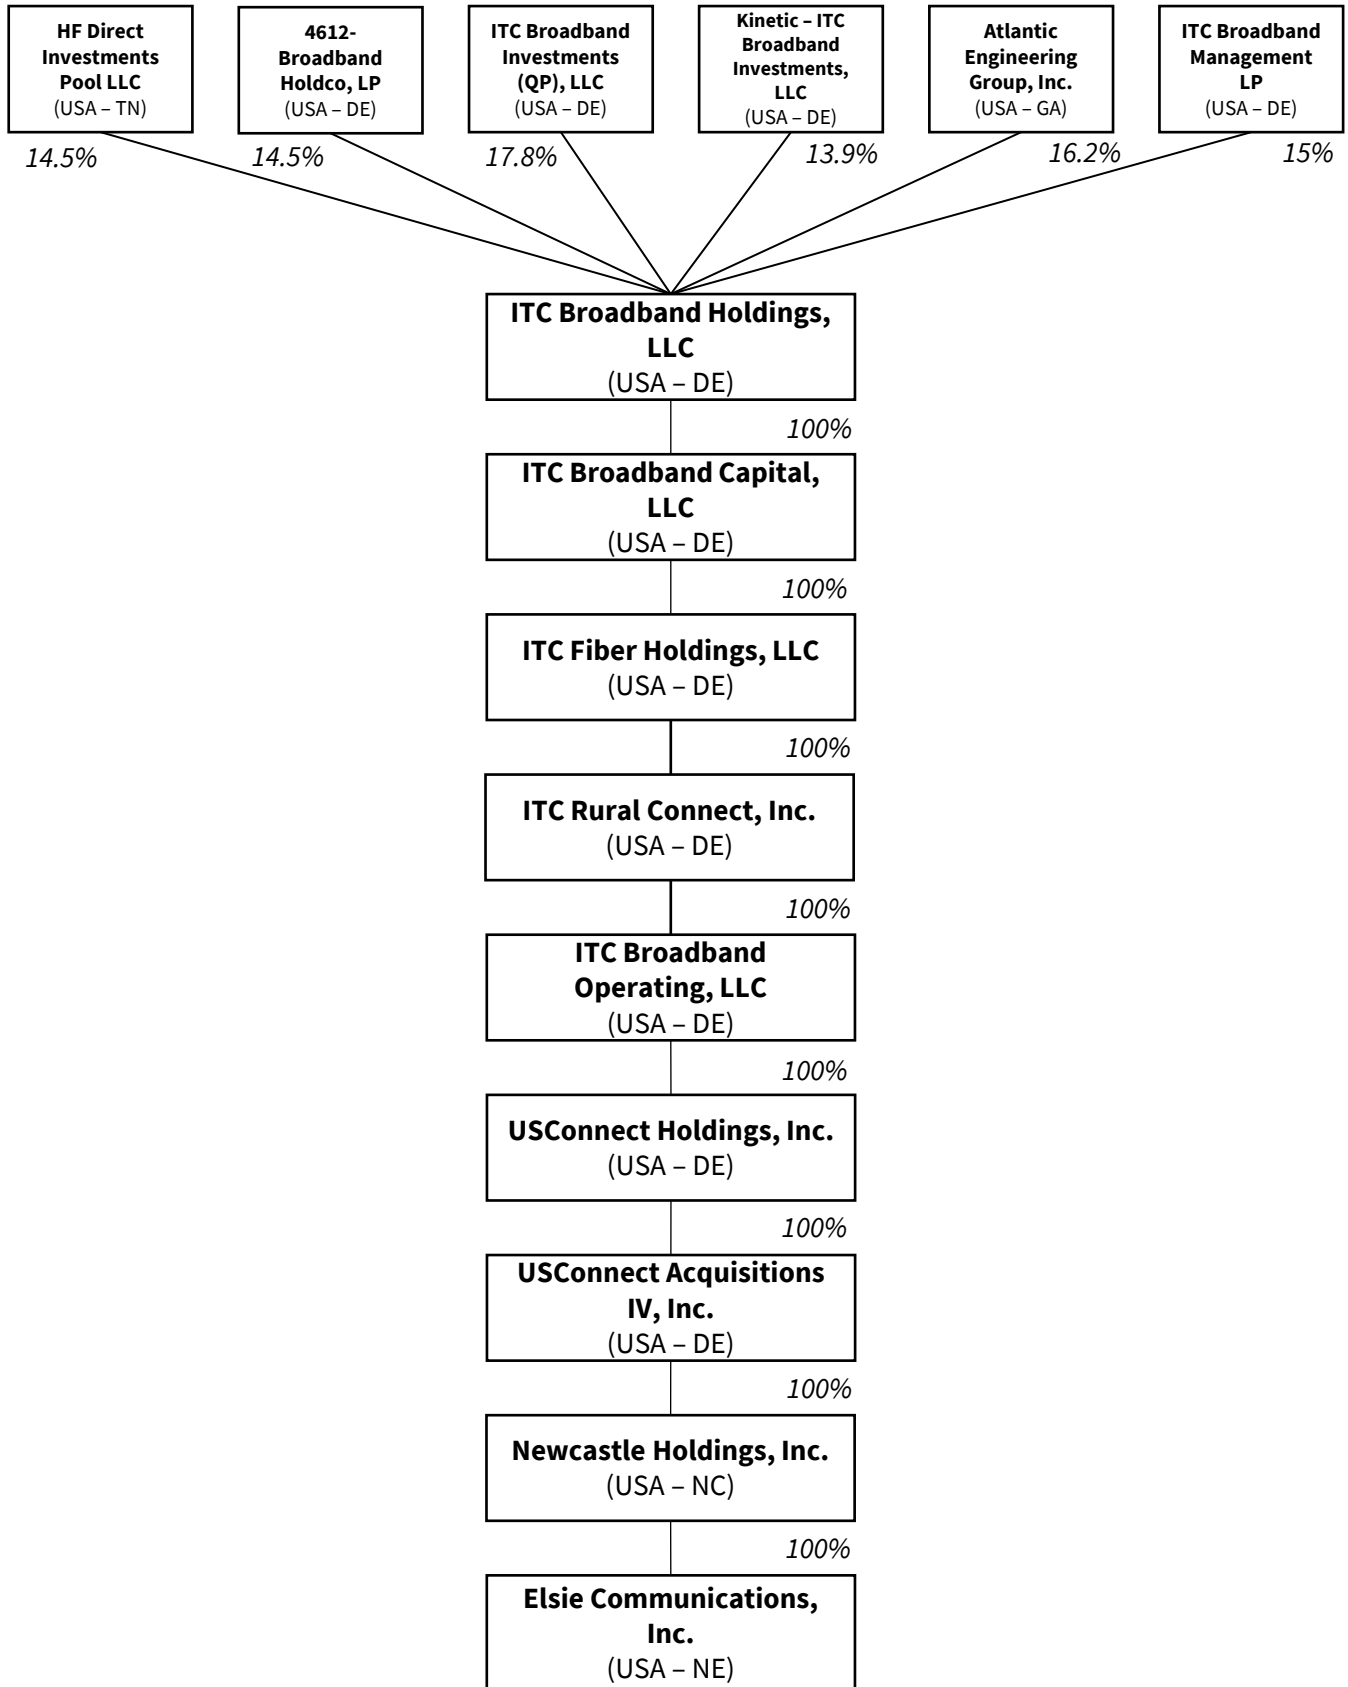 HF Direct
Investments
Pool LLC
(USA – TN)
4612-
Broadband
Holdco, LP
(USA – DE)
ITC Broadband
Investments
(QP), LLC
(USA – DE)
Kinetic – ITC
Broadband
Investments,
LLC
(USA – DE)
Atlantic
Engineering
Group, Inc.
(USA – GA)
ITC Broadband
Management
LP
(USA – DE)
14.5%
14.5%
17.8%
13.9%
16.2%
15%
ITC Broadband Holdings,
LLC
(USA – DE)
100%
ITC Broadband Capital,
LLC
(USA – DE)
100%
ITC Fiber Holdings, LLC
(USA – DE)
100%
ITC Rural Connect, Inc.
(USA – DE)
100%
ITC Broadband
Operating, LLC
(USA – DE)
100%
USConnect Holdings, Inc.
(USA – DE)
100%
USConnect Acquisitions
IV, Inc.
(USA – DE)
100%
Newcastle Holdings, Inc.
(USA – NC)
100%
Elsie Communications,
Inc.
(USA – NE)